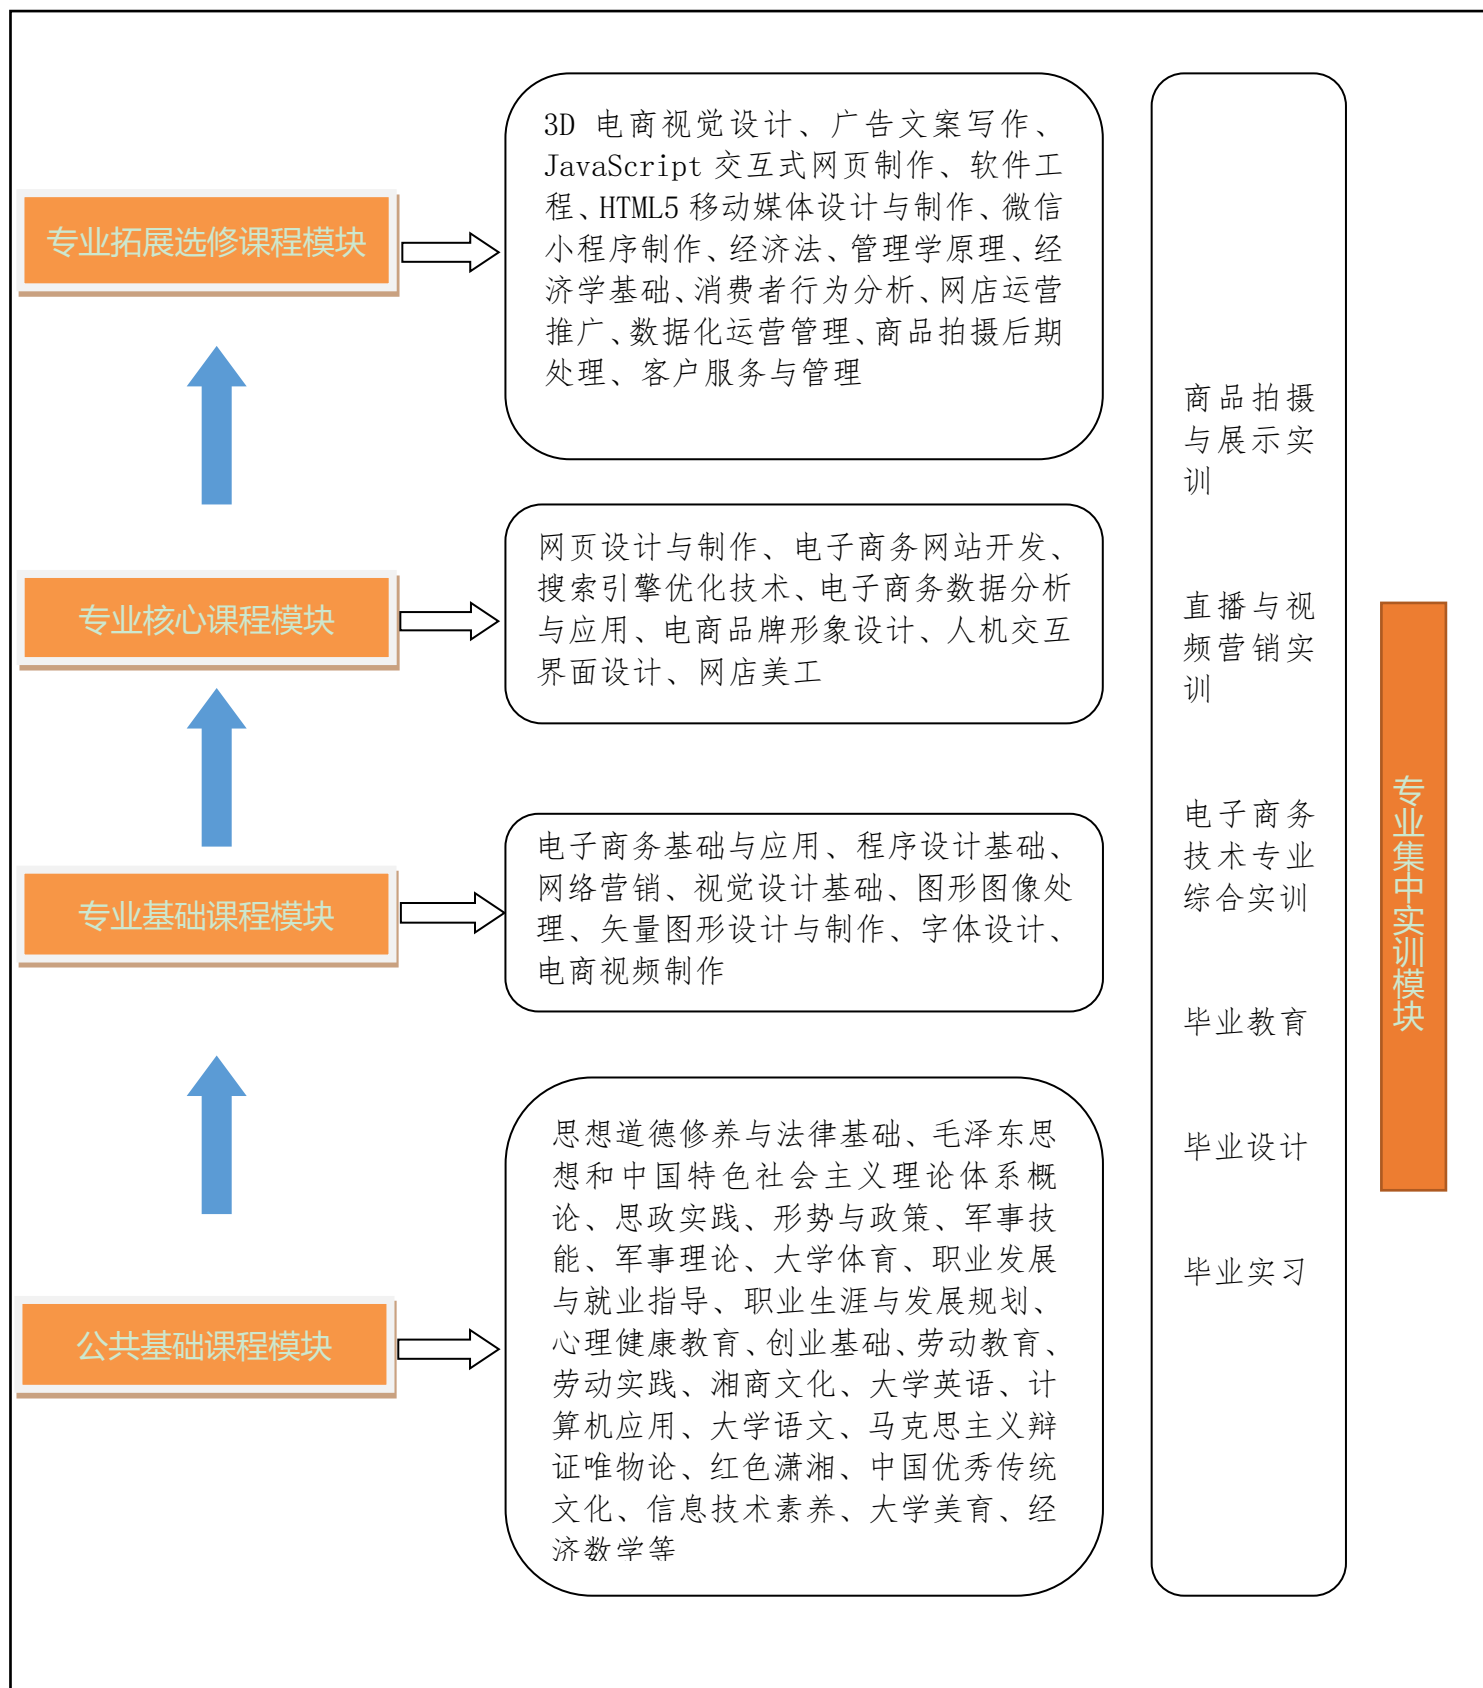 专业拓展选修课程模块
3D 电商视觉设计、广告文案写作、
JavaScript 交互式网页制作、软件工
程、HTML5 移动媒体设计与制作、微信
小程序制作、经济法、管理学原理、经
济学基础、消费者行为分析、网店运营
推广、数据化运营管理、商品拍摄后期
处理、客户服务与管理
专业核心课程模块
网页设计与制作、电子商务网站开发、
搜索引擎优化技术、电子商务数据分析
与应用、电商品牌形象设计、人机交互
界面设计、网店美工
专业基础课程模块
电子商务基础与应用、程序设计基础、
网络营销、视觉设计基础、图形图像处
理、矢量图形设计与制作、字体设计、
电商视频制作
公共基础课程模块
思想道德修养与法律基础、毛泽东思
想和中国特色社会主义理论体系概
论、思政实践、形势与政策、军事技
能、军事理论、大学体育、职业发展
与就业指导、职业生涯与发展规划、
心理健康教育、创业基础、劳动教育、
劳动实践、湘商文化、大学英语、计
算机应用、大学语文、马克思主义辩
证唯物论、红色潇湘、中国优秀传统
文化、信息技术素养、大学美育、经
济数学等
商品拍摄
与展示实
训
直播与视
频营销实
训
电子商务
技术专业
综合实训
毕业教育
毕业设计
毕业实习
专业集中实训模块